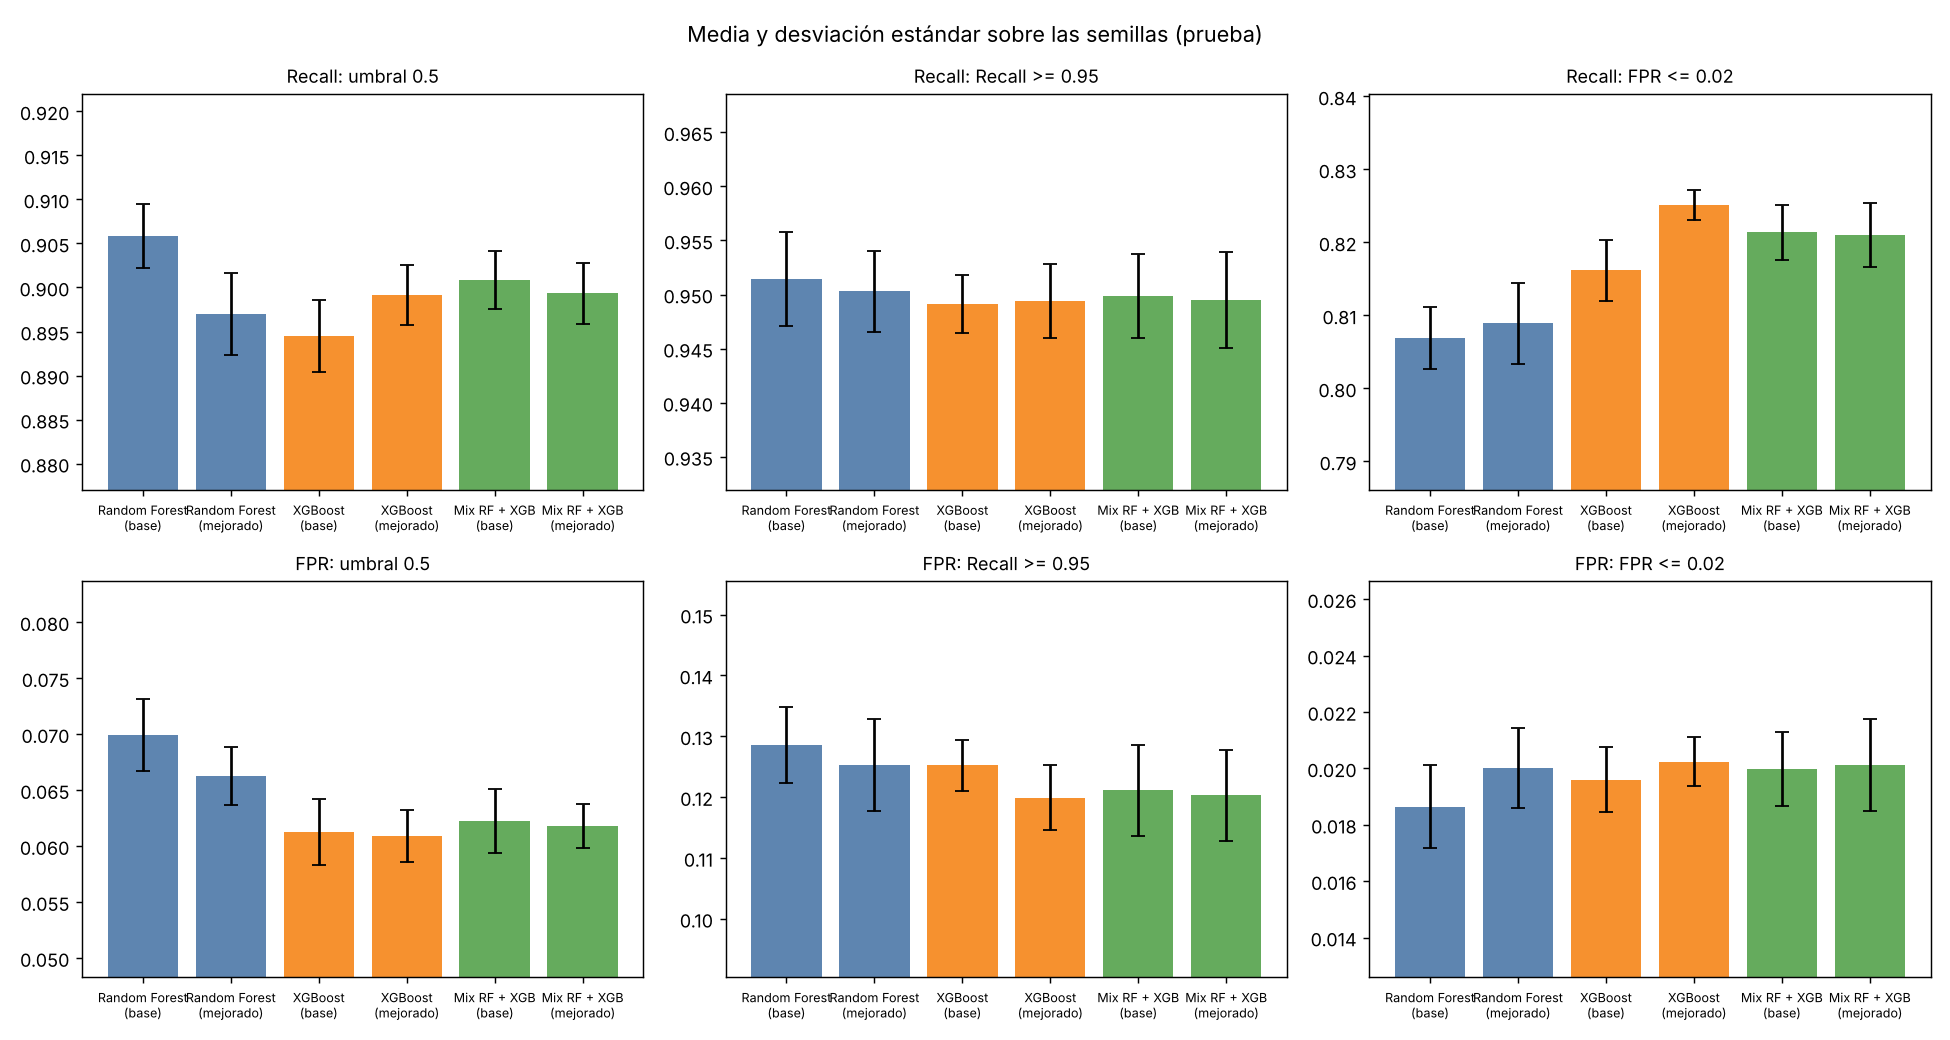 Media y desviación estándar sobre las semillas (prueba)
Recall: umbral 0.5
0.920
0.915
0.910
0.905
0.900
0.895
0.890
0.885
0.880
Random Forest Random Forest XGBoost XGBoost Mix RF + XGB Mix RF + XGB
(base) (mejorado) (base) (mejorado) (base) (mejorado)
Recall: Recall >= 0.95
0.965
0.960
0.955
0.950
0.945
0.940
0.935
Random Forest Random Forest XGBoost XGBoost Mix RF + XGB Mix RF + XGB
(base) (mejorado) (base) (mejorado) (base) (mejorado)
Recall: FPR <= 0.02
0.84
0.83
0.82
0.81
0.80
0.79
Random Forest Random Forest XGBoost XGBoost Mix RF + XGB Mix RF + XGB
(base) (mejorado) (base) (mejorado) (base) (mejorado)
FPR: umbral 0.5
0.080
0.075
0.070
0.065
0.060
0.055
0.050
Random Forest Random Forest XGBoost XGBoost Mix RF + XGB Mix RF + XGB
(base) (mejorado) (base) (mejorado) (base) (mejorado)
FPR: Recall >= 0.95
0.15
0.14
0.13
0.12
0.11
0.10
Random Forest Random Forest XGBoost XGBoost Mix RF + XGB Mix RF + XGB
(base) (mejorado) (base) (mejorado) (base) (mejorado)
FPR: FPR <= 0.02
0.026
0.024
0.022
0.020
0.018
0.016
0.014
Random Forest Random Forest XGBoost XGBoost Mix RF + XGB Mix RF + XGB
(base) (mejorado) (base) (mejorado) (base) (mejorado)